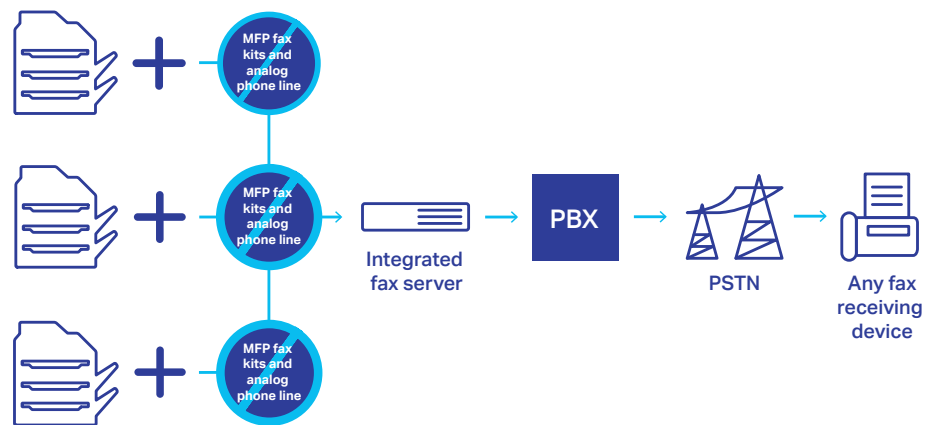 MFP fax
kits and
analog
phone line
MFP fax
kits and
analog
phone line
MFP fax
kits and
analog
phone line
Integrated
fax server
PBX
PSTN
Any fax
receiving
device